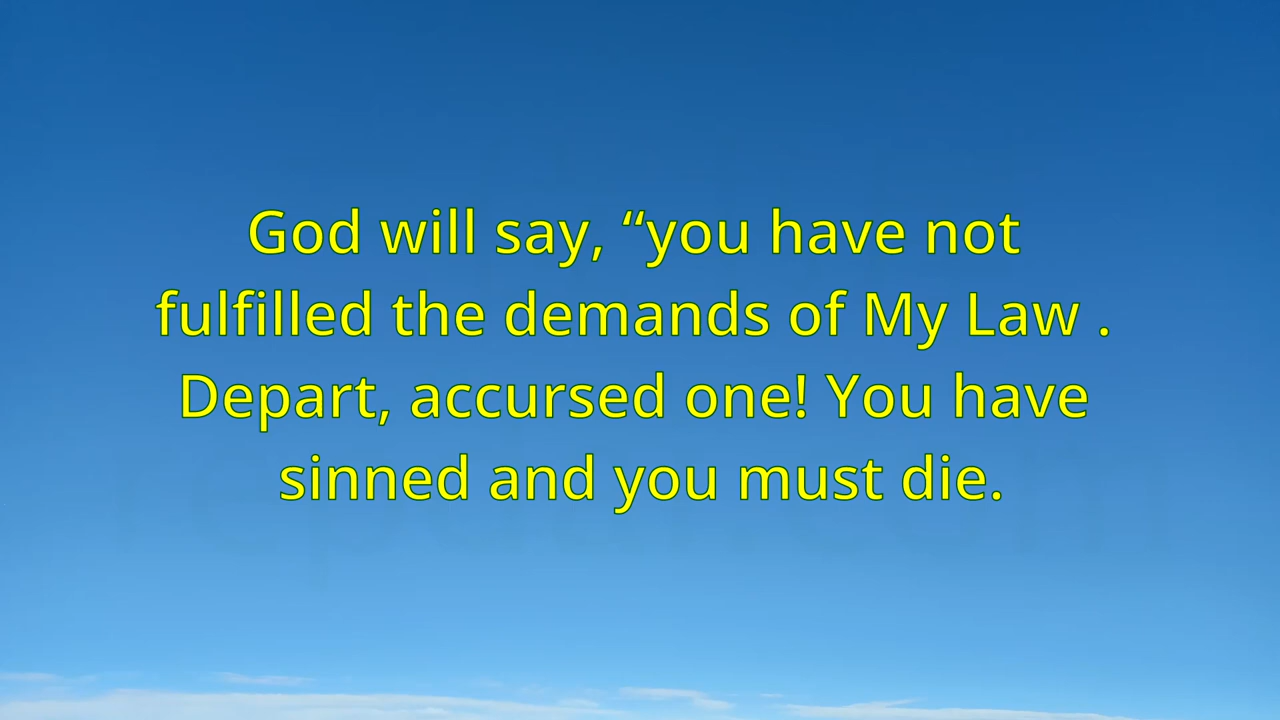 God will say, “you have not
fulfilled the demands of My Law .
Depart, accursed one! You have
sinned and you must die.